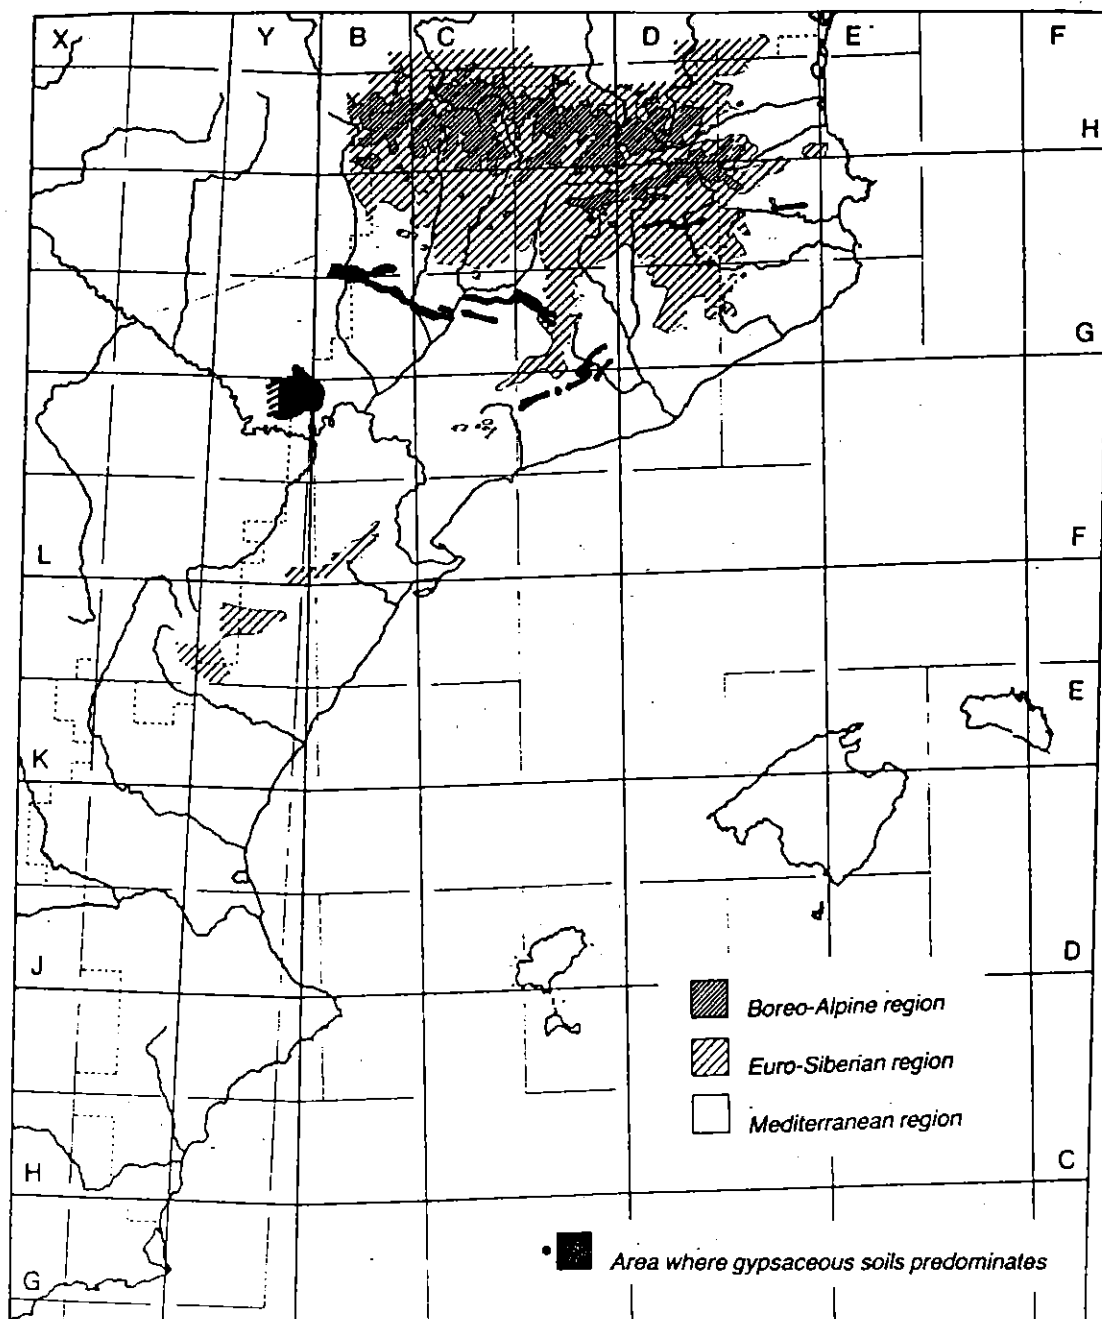 X Y B C D E F
H
G
L F
E
K
J D
Boreo-Alpine region
Euro-Siberian region
Mediterranean region
H C
G
Area where gypsaceous soils predominates